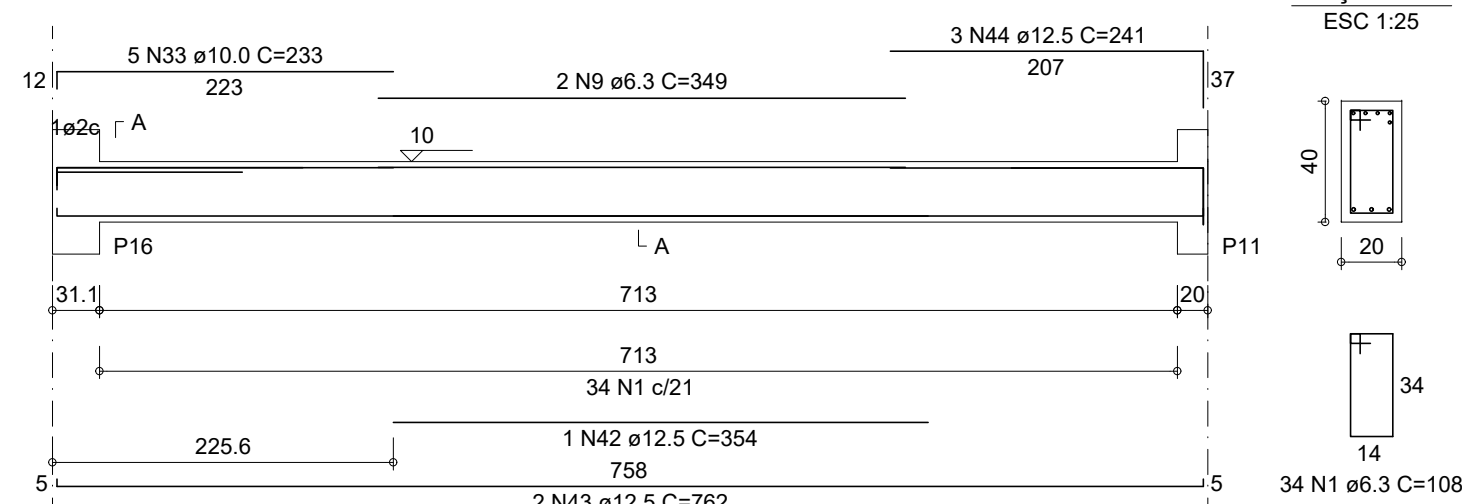 ESC 1:25
3 N44 ø12.5 C=241
5 N33 ø10.0 C=233
12
223
2 N9 ø6.3 C=349
207
37
1ø2c
A
10
40
P16
A
P11
20
31.1
713
20
713
34 N1 c/21
34
1 N42 ø12.5 C=354
225.6
14
758
5
5
34 N1 ø6.3 C=108
2 N43 ø12.5 C=762